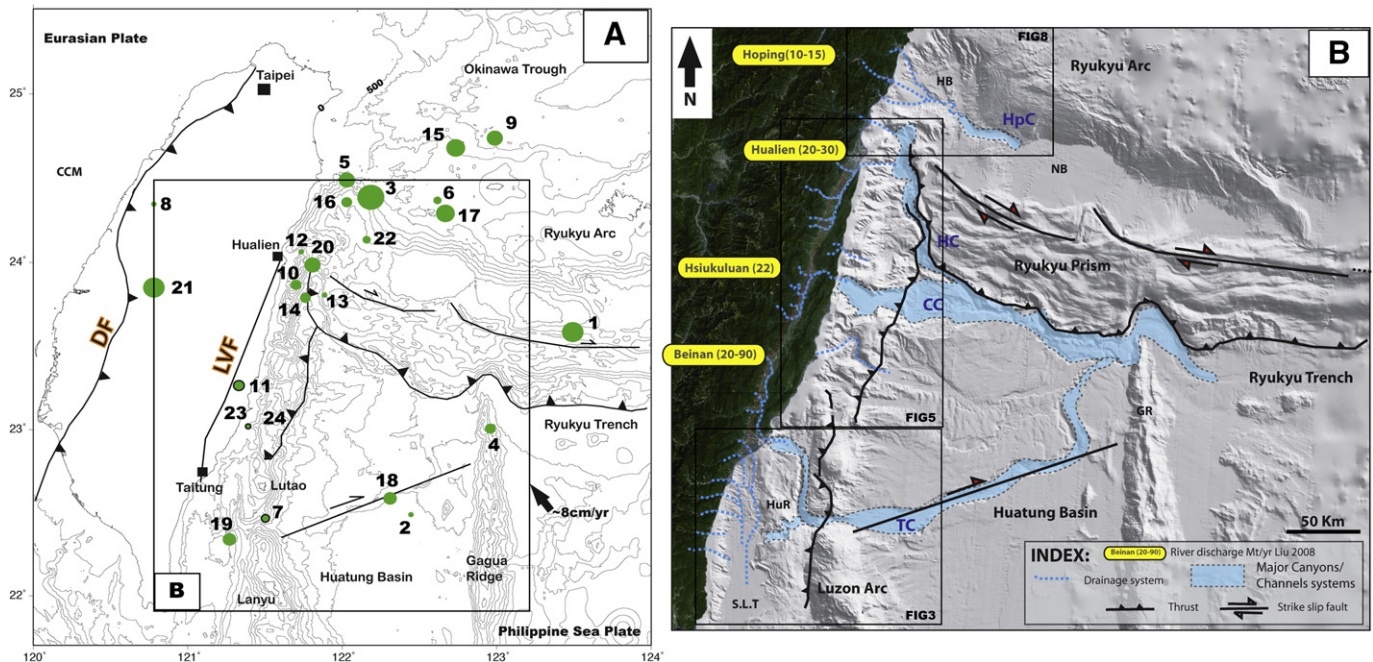 A
Eurasian Plate
Okinawa Trough
Taipei
25°
0
500
15
9
CCM
5
3
6
8
16
17
Ryukyu Arc
12
20
22
Hualien
24°
10
21
14
13
1
DF
LVF
11
23
24
23°
Ryukyu Trench
4
Taitung
Lutao
18
7
~8cm/yr
19
2
Huatung Basin
Gagua
Ridge
B
22°
Lanyu
Philippine Sea Plate
120°
121°
122°
123°
124°
B
N
Hoping(10-15)
FIG8
HB
Ryukyu Arc
HpC
Hualien (20-30)
NB
HC
Hsiukuluan (22)
Ryukyu Prism
CC
Beinan (20-90)
Ryukyu Trench
FIG5
GR
HuR
Huatung Basin
TC
50 Km
S.L.T
Luzon Arc
FIG3
INDEX:
Beinan (20-90) River discharge Mt/yr Liu 2008
Drainage system
Major Canyons/
Channels systems
Thrust
Strike slip fault